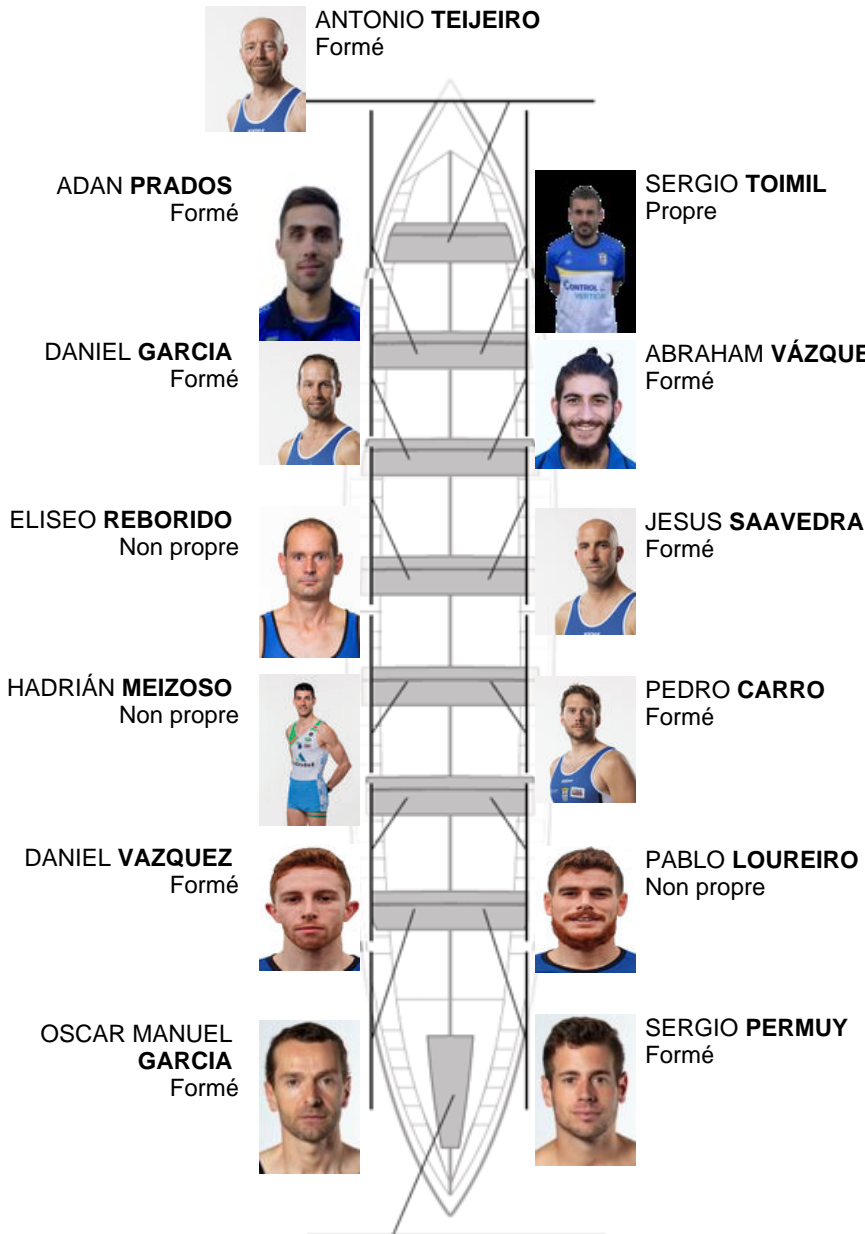 ANTONIO TEIJEIRO
Formé
ADAN PRADOS
Formé
SERGIO TOIMIL
Propre
CONTROL
VERTICAL
DANIEL GARCIA
Formé
ABRAHAM VÁZQUE
Formé
ELISEO REBORIDO
Non propre
JESUS SAAVEDRA
Formé
HADRIÁN MEIZOSO
Non propre
PEDRO CARRO
Formé
DANIEL VAZQUEZ
Formé
PABLO LOUREIRO
Non propre
OSCAR MANUEL
GARCIA
Formé
SERGIO PERMUY
Formé